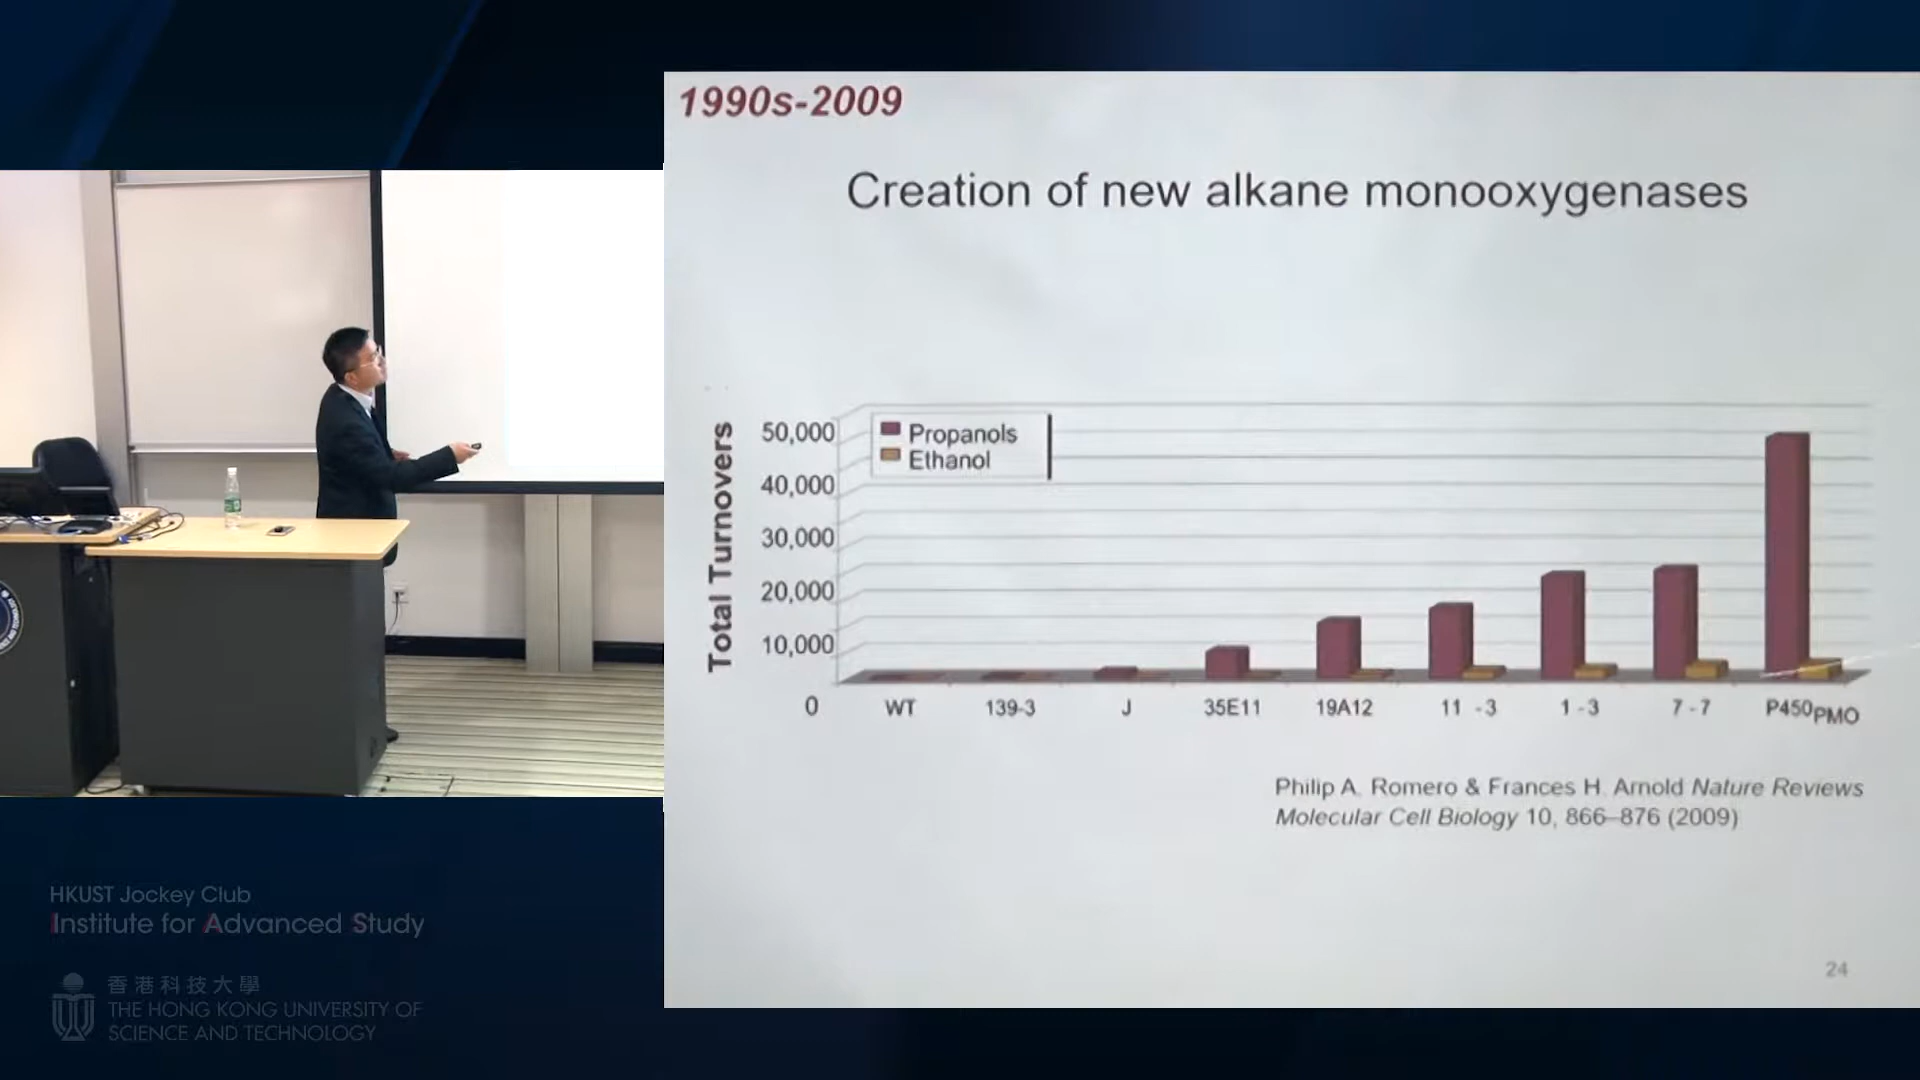 1990s-2009
Creation of new alkane monooxygenases
Total Turnovers
50,000
40,000
30,000
20,000
10,000
0
Propanols
Ethanol
WT 139-3 J 35E11 19A12 11 -3 1 -3 7 -7 P450PMO
Philip A. Romero & Frances H. Arnold Nature Reviews
Molecular Cell Biology 10, 866–876 (2009)
24
HKUST Jockey Club
Institute for Advanced Study
香港科技大學
THE HONG KONG UNIVERSITY OF
SCIENCE AND TECHNOLOGY